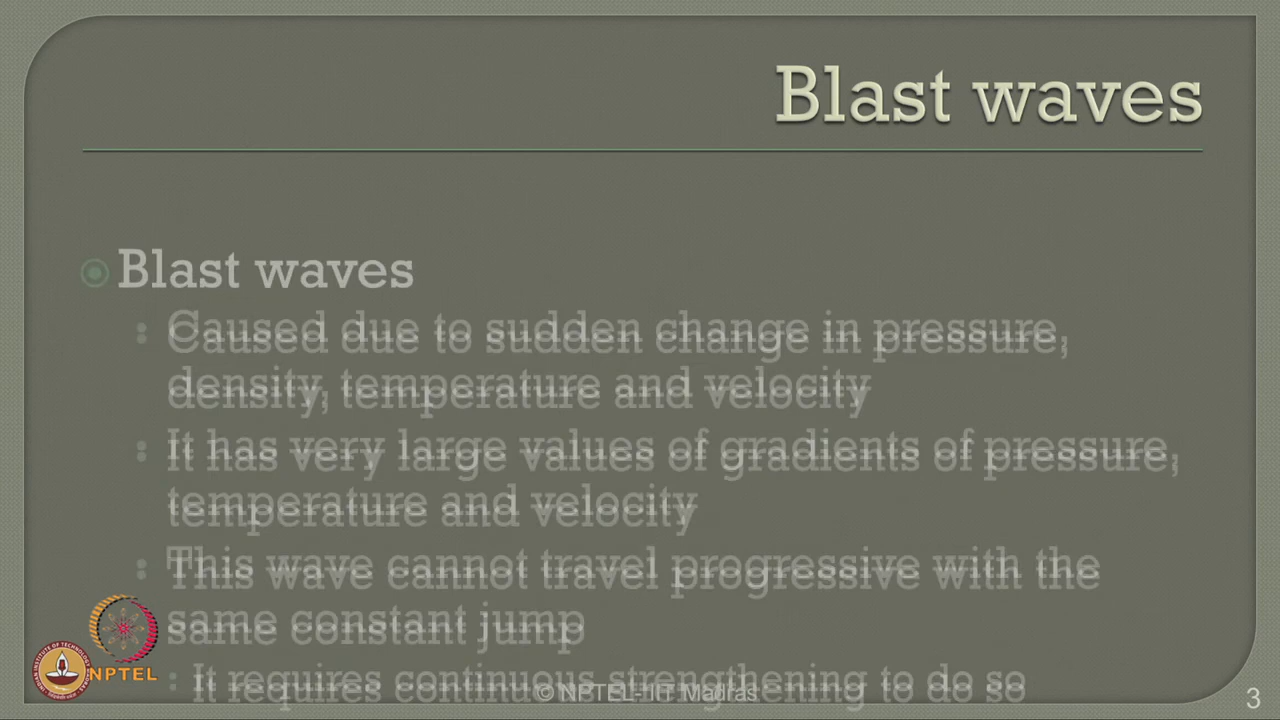 Blast waves
Blast waves
Caused due to sudden change in pressure,
density, temperature and velocity
It has very large values of gradients of pressure,
temperature and velocity
This wave cannot travel progressive with the
same constant jump
It requires continuous strengthening to do so
NPTEL
© NPTEL- IIT Madras
3